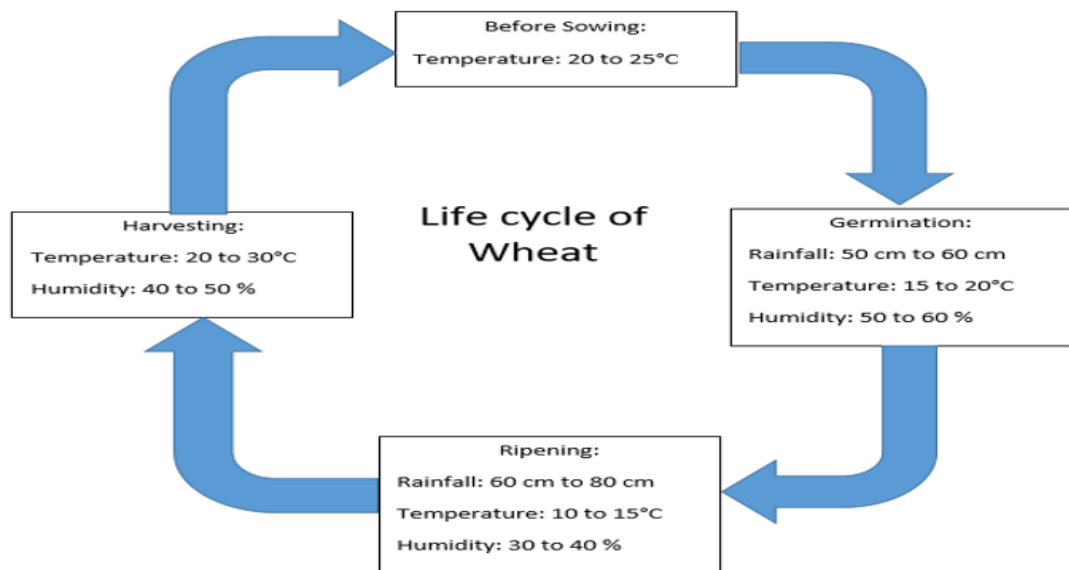 Before Sowing:
Temperature: 20 to 25°C
Life cycle of
Wheat
Germination:
Rainfall: 50 cm to 60 cm
Temperature: 15 to 20°C
Humidity: 50 to 60 %
Ripening:
Rainfall: 60 cm to 80 cm
Temperature: 10 to 15°C
Humidity: 30 to 40 %
Harvesting:
Temperature: 20 to 30°C
Humidity: 40 to 50 %